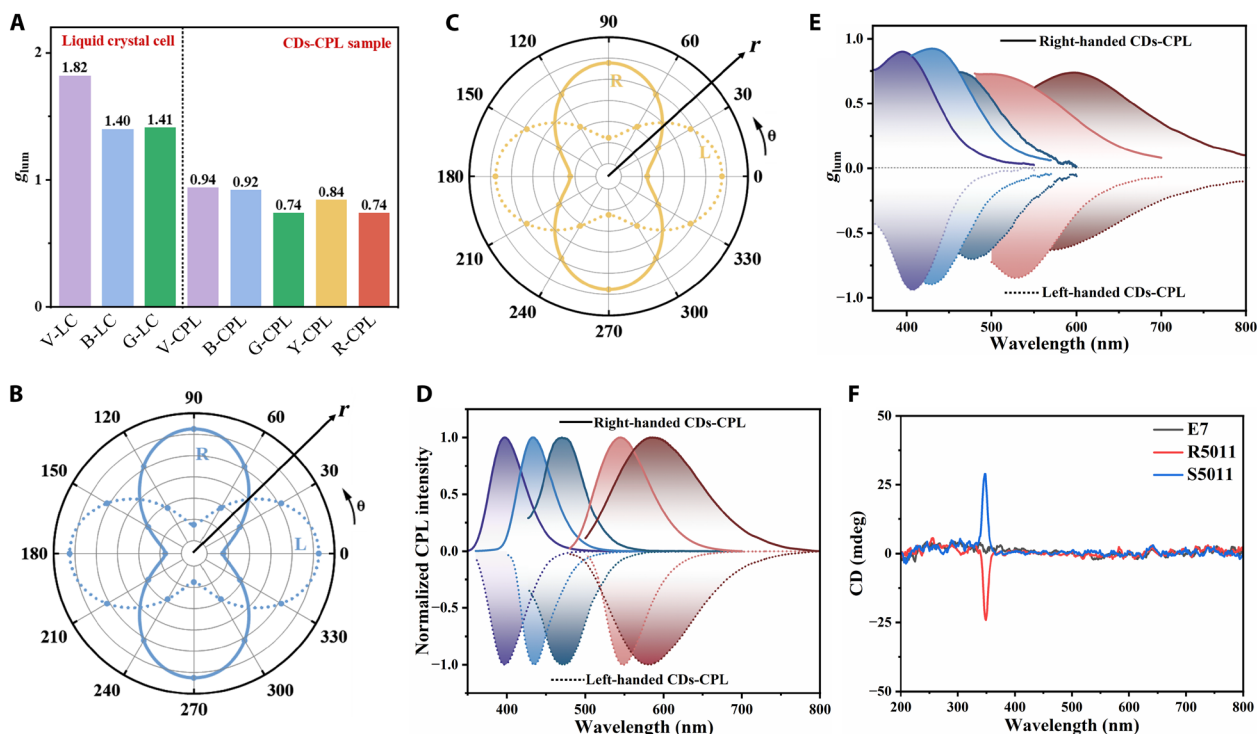 A
Liquid crystal cell
CDs-CPL sample
2
1
0
g_lum
1.82
1.40
1.41
0.94
0.92
0.74
0.84
0.74
V-LC
B-LC
G-LC
V-CPL
B-CPL
G-CPL
Y-CPL
R-CPL
B
90
60
30
0
330
300
270
240
210
180
150
120
R
L
r
θ
C
90
60
30
0
330
300
270
240
210
180
150
120
R
L
r
θ
D
Right-handed CDs-CPL
Left-handed CDs-CPL
1.0
0.5
0.0
−0.5
−1.0
Normalized CPL intensity
400 500 600 700 800
Wavelength (nm)
E
Right-handed CDs-CPL
Left-handed CDs-CPL
1.0
0.5
0.0
−0.5
−1.0
g_lum
400 500 600 700 800
Wavelength (nm)
F
E7
R5011
S5011
50
25
0
−25
−50
CD (mdeg)
200 300 400 500 600 700 800
Wavelength (nm)